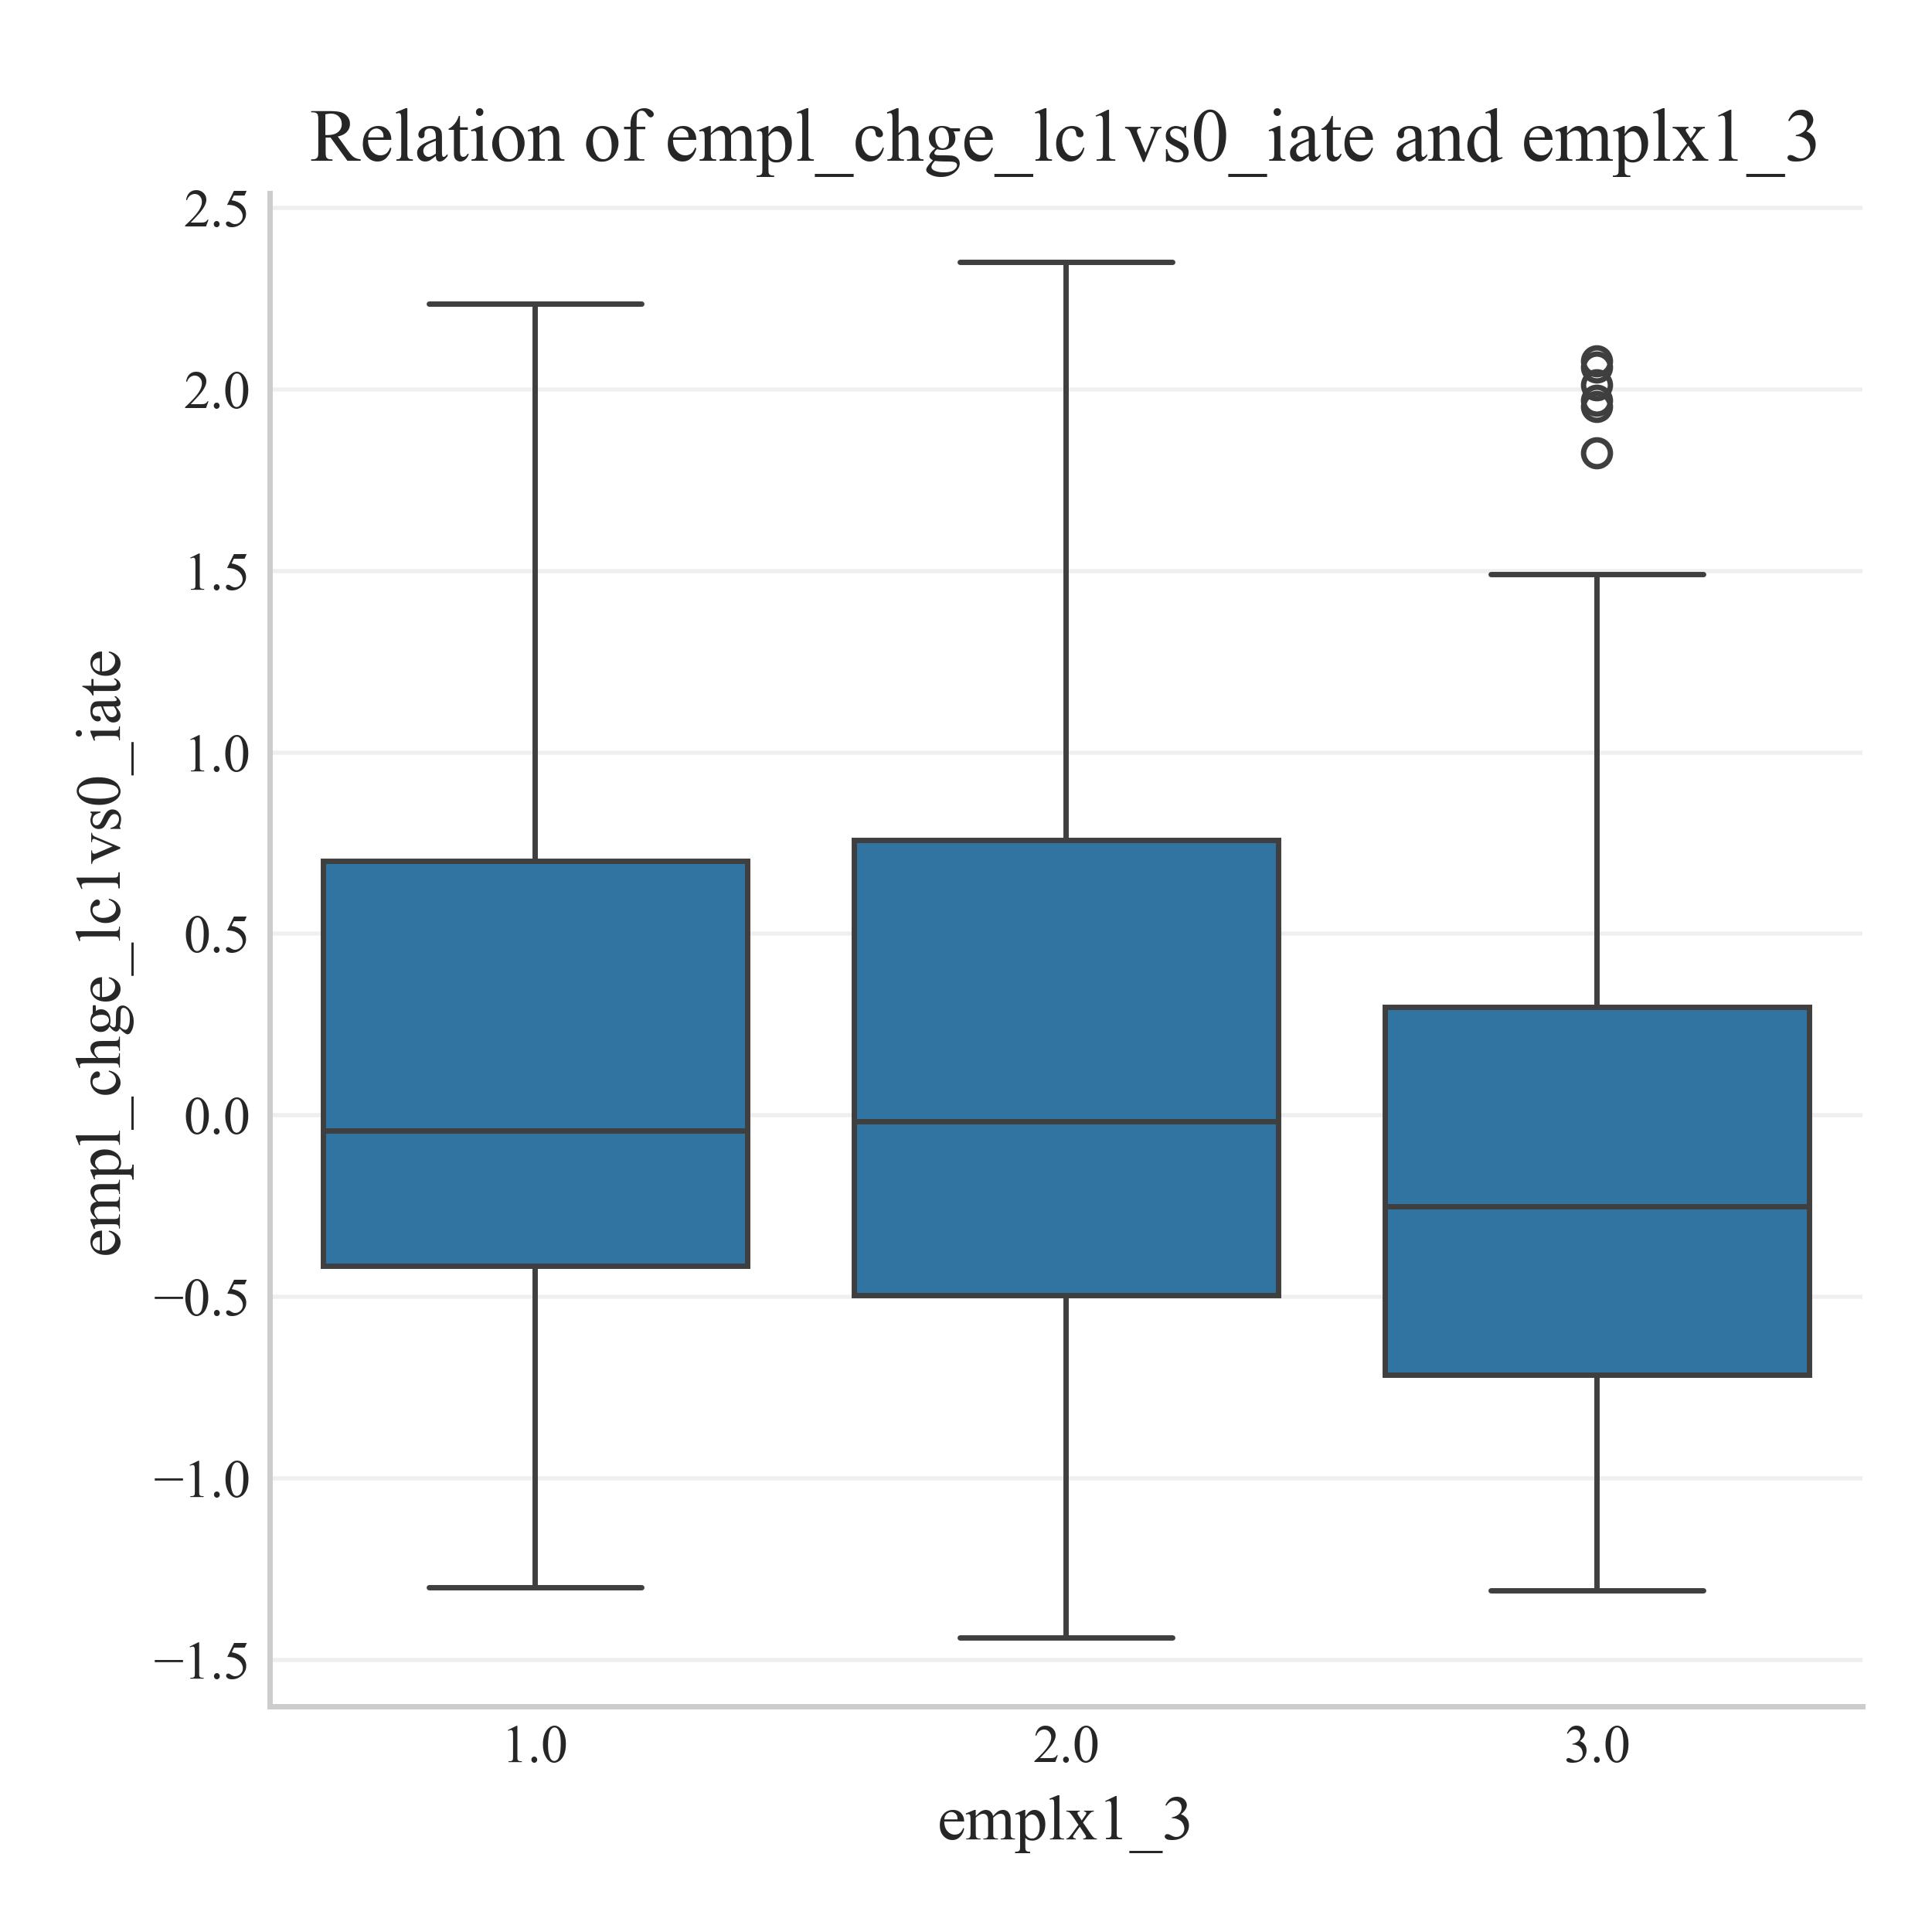 Relation of empl_chge_lc1vs0_iate and emplx1_3
empl_chge_lc1vs0_iate
2.5
2.0
1.5
1.0
0.5
0.0
−0.5
−1.0
−1.5
1.0 2.0 3.0
emplx1_3